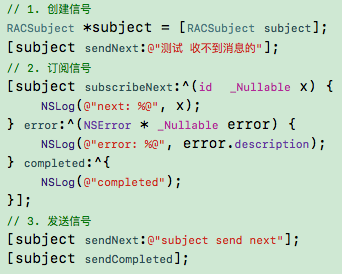 // 1. 创建信号
RACSubject *subject = [RACSubject subject];
[subject sendNext:@"测试 收不到消息的"];
// 2. 订阅信号
[subject subscribeNext:^(id  _Nullable x) {
    NSLog(@"next: %@", x);
} error:^(NSError * _Nullable error) {
    NSLog(@"error: %@", error.description);
} completed:^{
    NSLog(@"completed");
}];
// 3. 发送信号
[subject sendNext:@"subject send next"];
[subject sendCompleted];